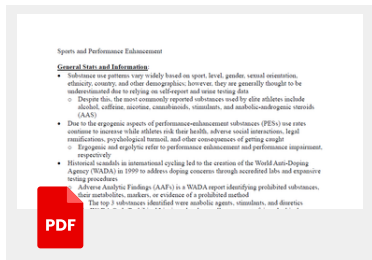 Sports and Performance Enhancement
General Stats and Information:
• Substance use patterns vary widely based on sport, level, gender, sexual orientation,
ethnicity, country, and other demographics; however, they are generally thought to be
underestimated due to relying on self-report and urine testing data
o Despite this, the most commonly reported substances used by elite athletes include
alcohol, caffeine, nicotine, cannabinoids, stimulants, and anabolic-androgenic steroids
(AAS)
• Due to the ergogenic aspects of performance-enhancement substances (PESs) use rates
continue to increase while athletes risk their health, adverse social interactions, legal
ramifications, psychological turmoil, and other consequences of getting caught
o Ergogenic and ergolytic refer to performance enhancement and performance impairment,
respectively
• Historical scandals in international cycling led to the creation of the World Anti-Doping
Agency (WADA) in 1999 to address doping concerns through accredited labs and expansive
testing procedures
o Adverse Analytic Findings (AAFs) is a WADA report identifying prohibited substances,
their metabolites, markers, or evidence of a prohibited method
The top 3 substances identified were anabolic agents, stimulants, and diuretics
PDF